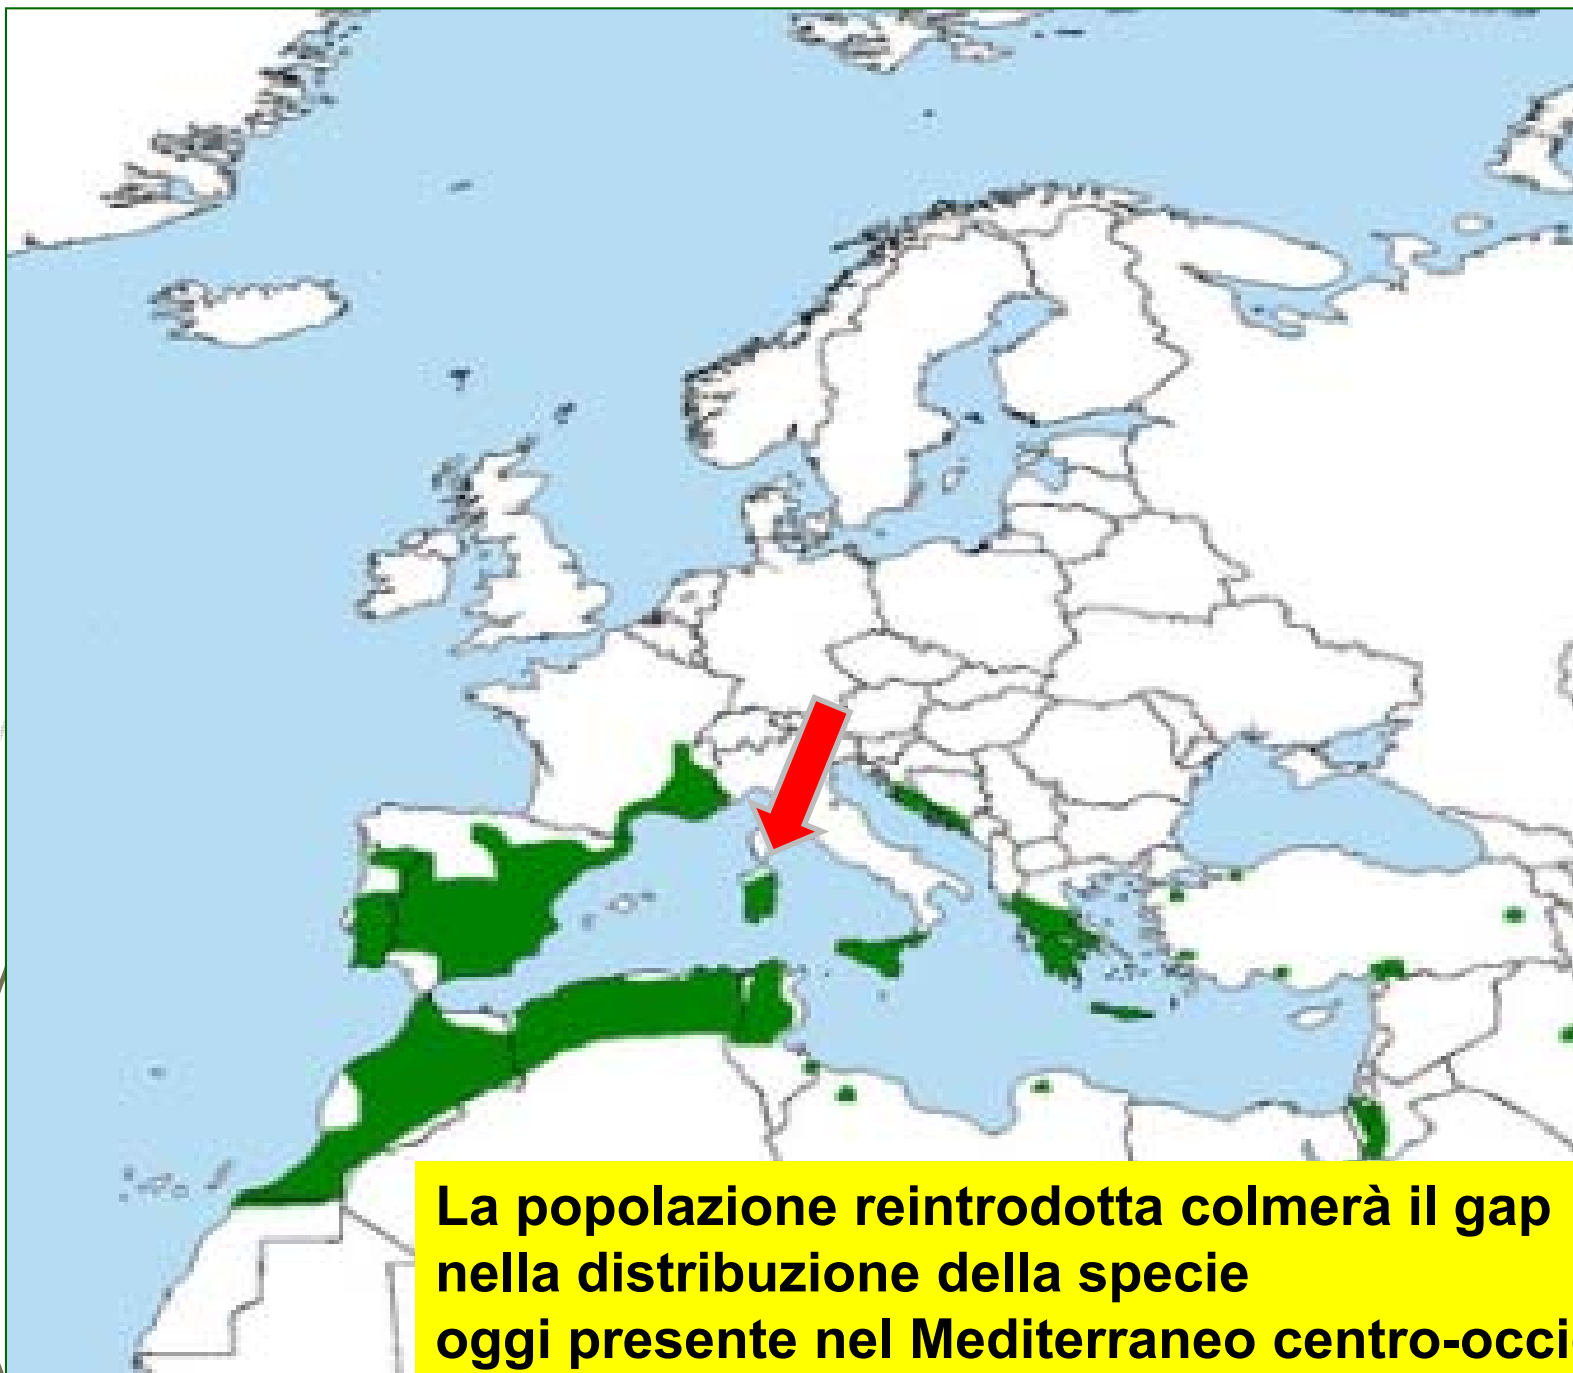 La popolazione reintrodotta colmerà il gap
nella distribuzione della specie
oggi presente nel Mediterraneo centro-occi